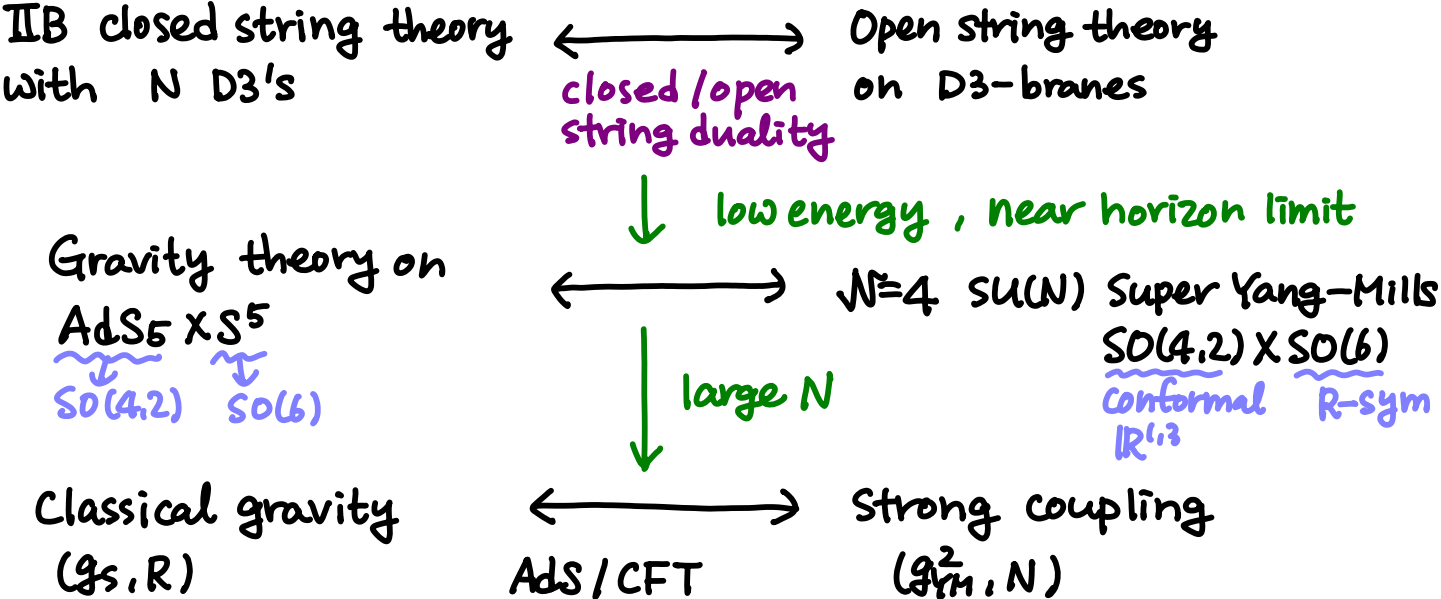 IIB closed string theory
with N D3's
Open string theory
on D3-branes
closed/open
string duality
low energy, near horizon limit
Gravity theory on
AdS₅ × S⁵
SO(4,2) SO(6)
𝒩=4 SU(N) Super Yang-Mills
SO(4,2) × SO(6)
conformal R-sym
ℝ¹,³
large N
Classical gravity
(gs, R)
AdS/CFT
Strong coupling
(g²YM, N)